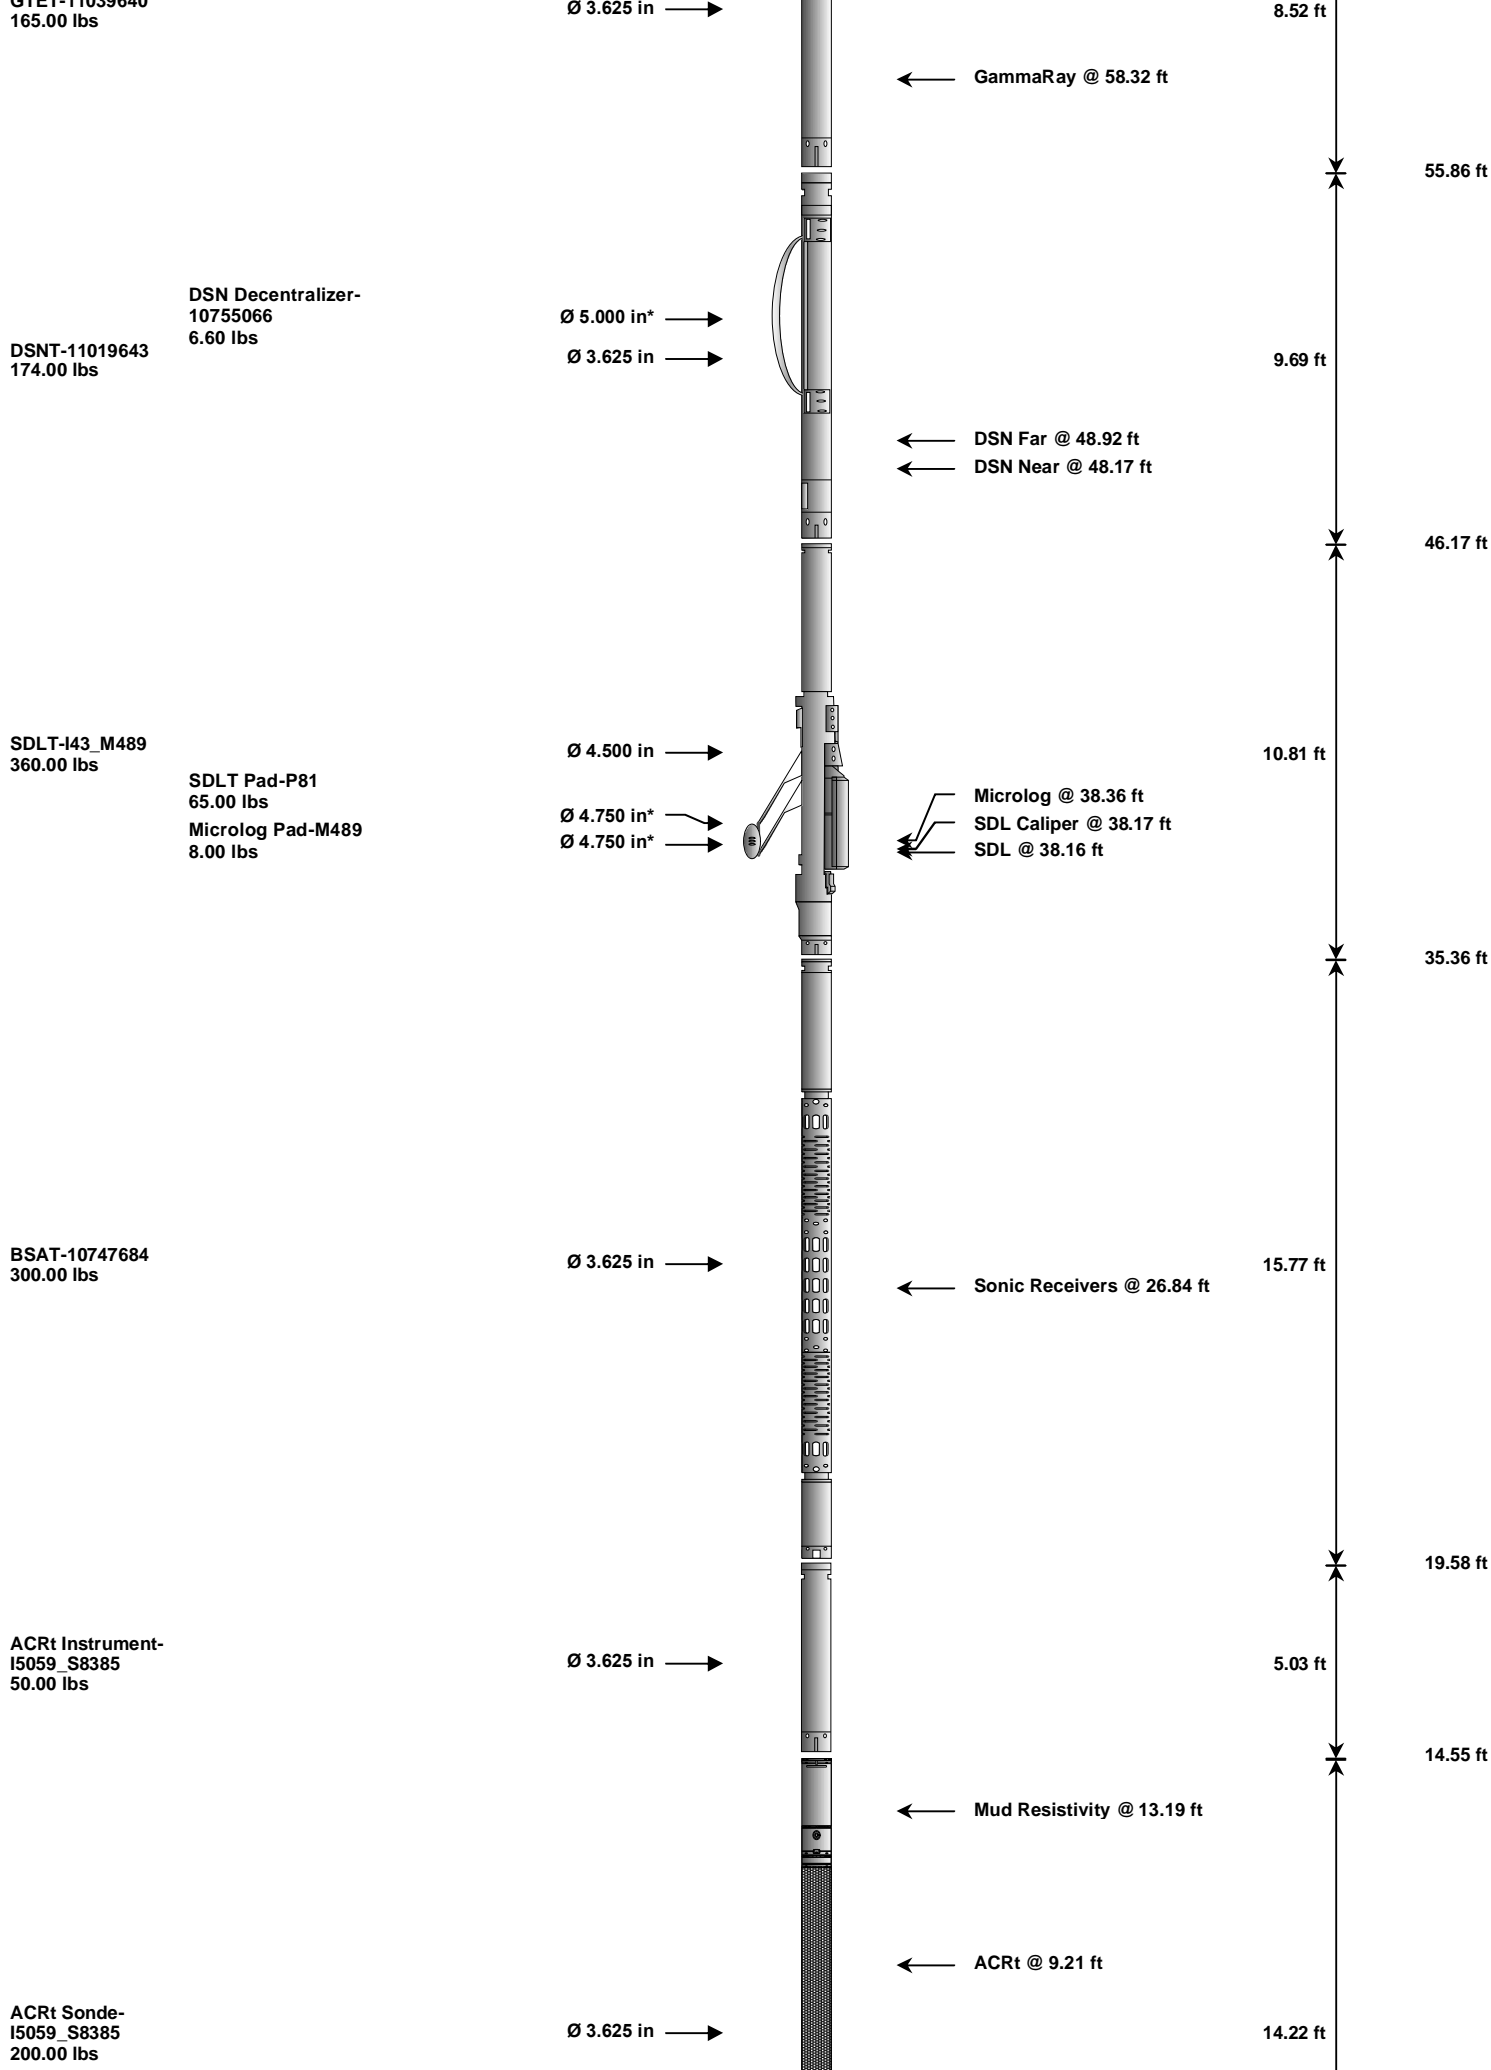 GTET-11039640
165.00 lbs
Ø 3.625 in
8.52 ft
GammaRay @ 58.32 ft
55.86 ft
DSN Decentralizer-
10755066
6.60 lbs
Ø 5.000 in*
DSNT-11019643
174.00 lbs
Ø 3.625 in
9.69 ft
DSN Far @ 48.92 ft
DSN Near @ 48.17 ft
46.17 ft
SDLT-I43_M489
360.00 lbs
Ø 4.500 in
10.81 ft
SDLT Pad-P81
65.00 lbs
Microlog Pad-M489
8.00 lbs
Ø 4.750 in*
Ø 4.750 in*
Microlog @ 38.36 ft
SDL Caliper @ 38.17 ft
SDL @ 38.16 ft
35.36 ft
BSAT-10747684
300.00 lbs
Ø 3.625 in
15.77 ft
Sonic Receivers @ 26.84 ft
19.58 ft
ACRt Instrument-
I5059_S8385
50.00 lbs
Ø 3.625 in
5.03 ft
14.55 ft
Mud Resistivity @ 13.19 ft
ACRt @ 9.21 ft
ACRt Sonde-
I5059_S8385
200.00 lbs
Ø 3.625 in
14.22 ft